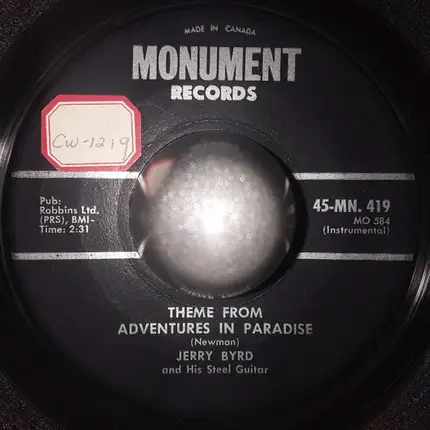 MADE IN CANADA
MONUMENT
RECORDS
CW-1219
Pub:
Robbins Ltd.
(PRS), BMI-
Time: 2:31
45-MN. 419
MO 584
(Instrumental)
THEME FROM
ADVENTURES IN PARADISE
(Newman)
JERRY BYRD
and His Steel Guitar